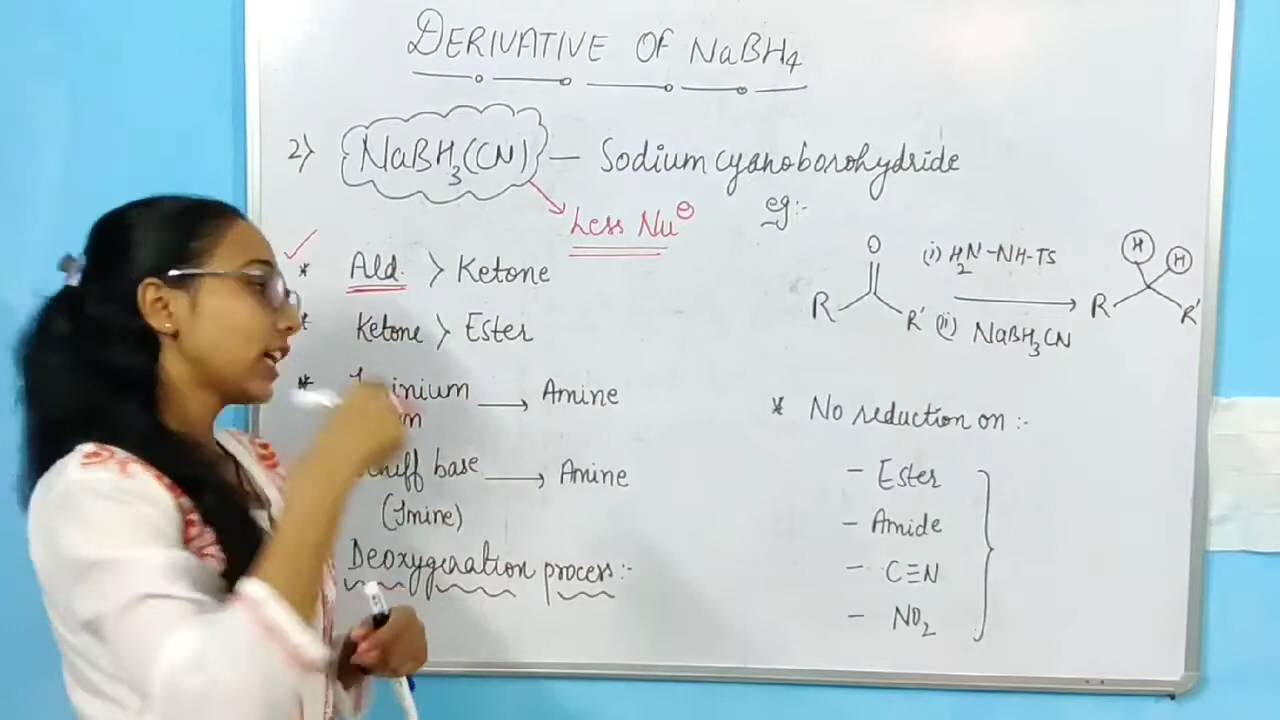 DERIVATIVE OF NaBH4
2) NaBH3(CN) — Sodium cyanoborohydride
Less Nu⊖
eg:-
* Ald. > Ketone
* Ketone > Ester
* inium → Amine
base → Amine
(Imine)
Deoxygenation process:-
O
R R'
(i) H2N-NH-TS
(ii) NaBH3CN
H H
R R'
* No reduction on :-
- Ester
- Amide
- C≡N
- NO2